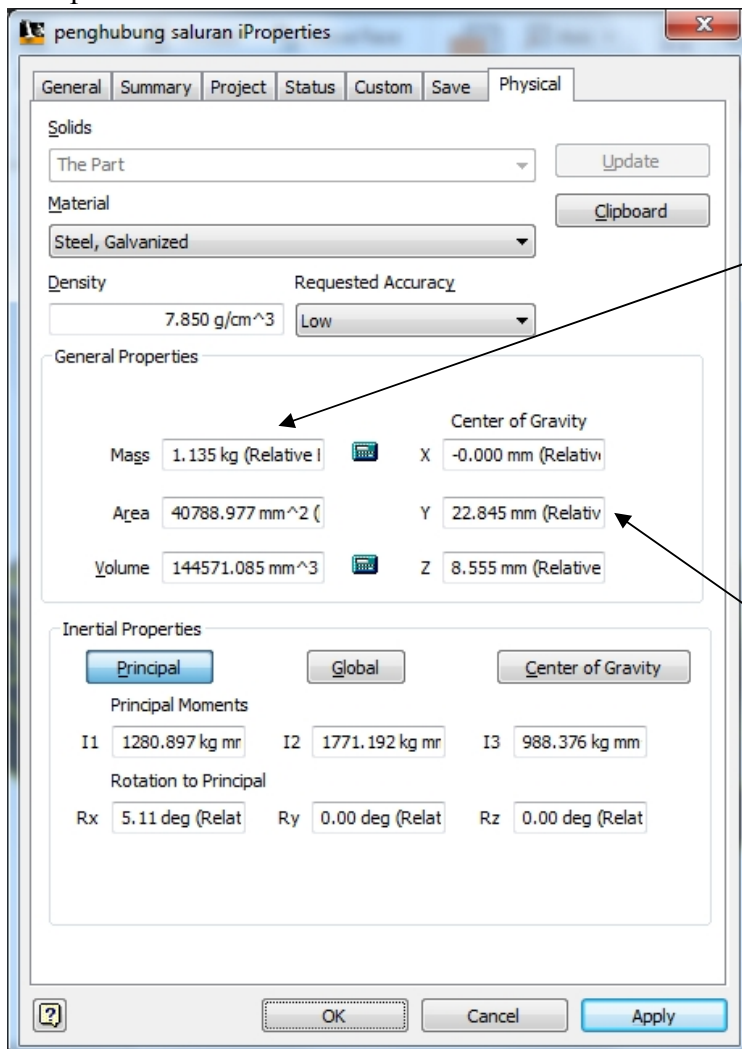 penghubung saluran iProperties
General Summary Project Status Custom Save Physical
Solids
The Part
Update
Material
Clipboard
Steel, Galvanized
Density Requested Accuracy
7.850 g/cm^3 Low
General Properties
Center of Gravity
Mass 1.135 kg (Relative X -0.000 mm (Relativ
Area 40788.977 mm^2 ( Y 22.845 mm (Relativ
Volume 144571.085 mm^3 Z 8.555 mm (Relative
Inertial Properties
Principal Global Center of Gravity
Principal Moments
I1 1280.897 kg mm I2 1771.192 kg mm I3 988.376 kg mm
Rotation to Principal
Rx 5.11 deg (Relat Ry 0.00 deg (Relat Rz 0.00 deg (Relat
OK Cancel Apply